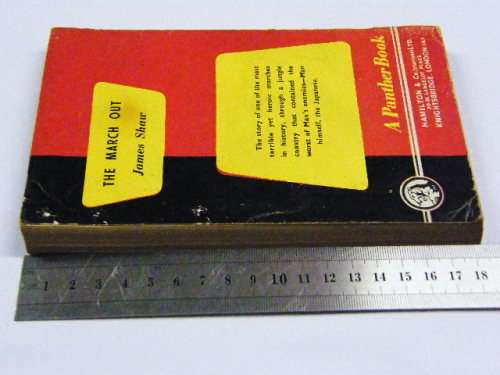 THE MARCH OUT
James Shaw
The story of one of the most
terrible yet heroic marches
in history, through a jungle
country that contained the
worst of Man's enemies—Man
himself, the Japanese.
A Panther Book
HAMILTON & CO. (STAFFORD) LTD.
KNIGHTSBRIDGE, LONDON
1 2 3 4 5 6 7 8 9 10 11 12 13 14 15 16 17 18